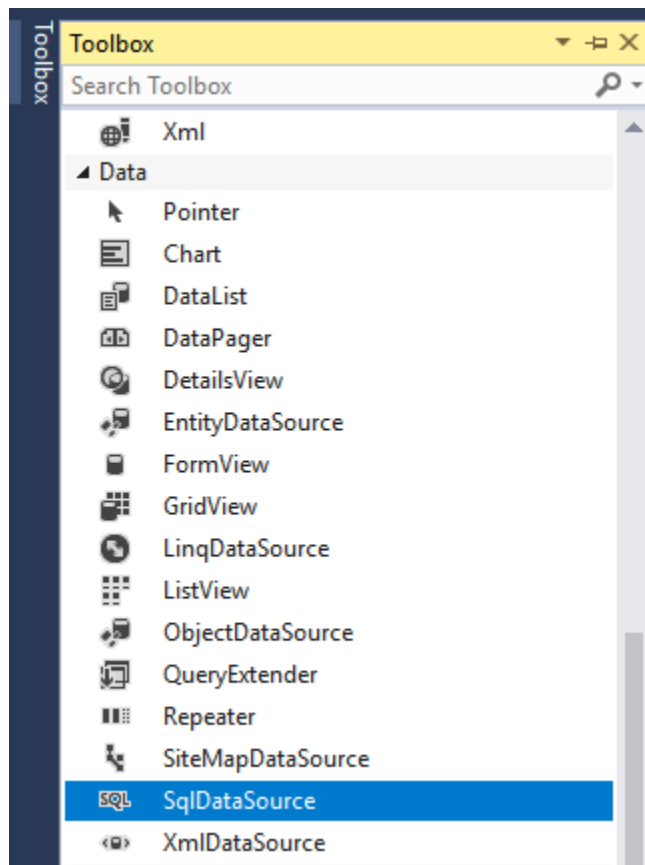 Toolbox
Toolbox
Search Toolbox
Xml
Data
Pointer
Chart
DataList
DataPager
DetailsView
EntityDataSource
FormView
GridView
LinqDataSource
ListView
ObjectDataSource
QueryExtender
Repeater
SiteMapDataSource
SQL SqlDataSource
XmlDataSource